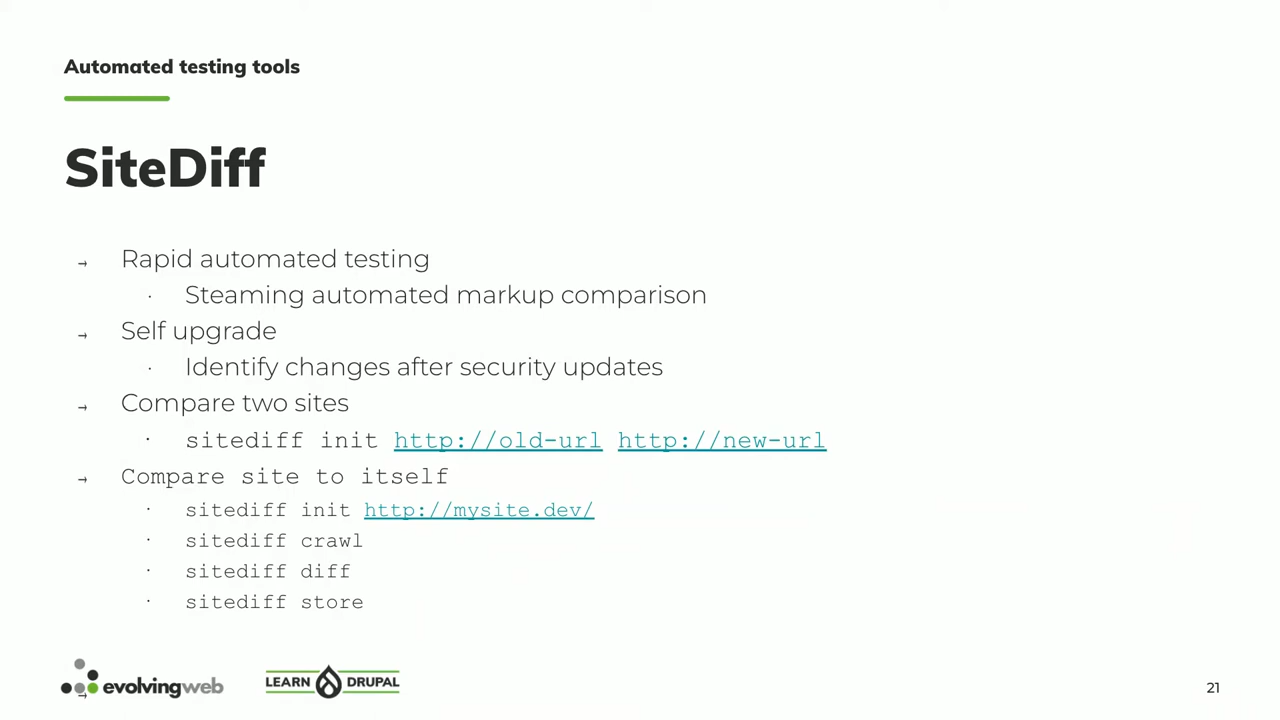 Automated testing tools
SiteDiff
→ Rapid automated testing
· Steaming automated markup comparison
→ Self upgrade
· Identify changes after security updates
→ Compare two sites
· sitediff init http://old-url http://new-url
→ Compare site to itself
· sitediff init http://mysite.dev/
· sitediff crawl
· sitediff diff
· sitediff store
evolvingweb
LEARN DRUPAL
21